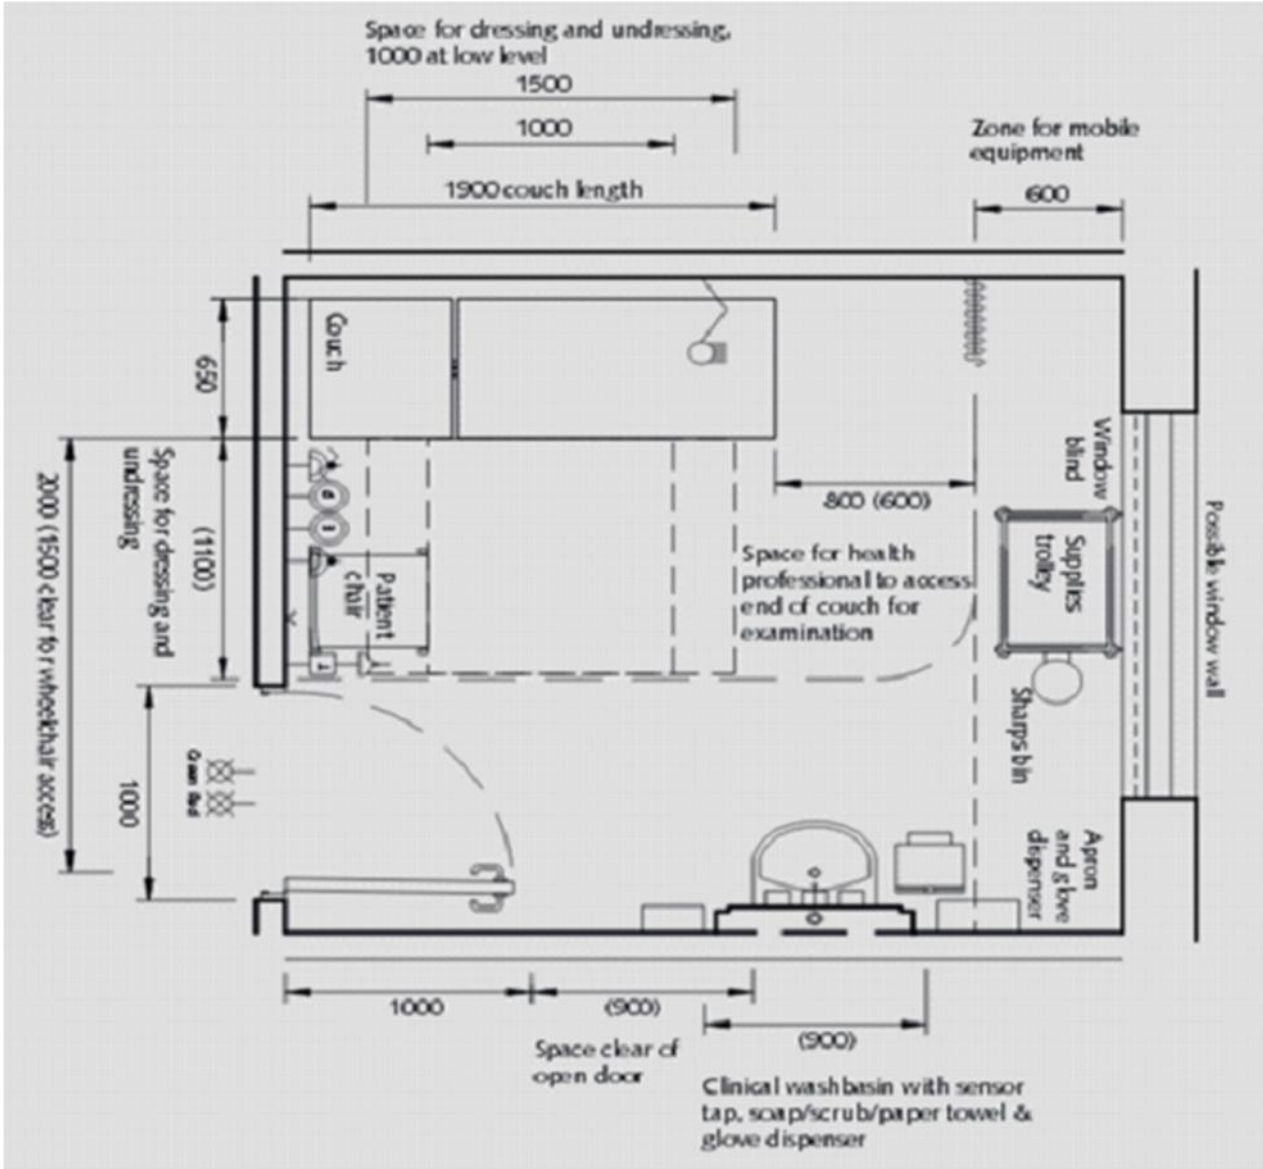 Space for dressing and undressing,
1000 at low level
1500
1000
1900 couch length
Zone for mobile
equipment
600
Couch
650
Space for dressing and
undressing
(1100)
2000 (1500 clear for wheelchair access)
1000
Green Red
Patient
chair
T
800 (600)
Space for health
professional to access
end of couch for
examination
Window
blind
Supplies
trolley
Possible window wall
Sharps bin
Apron
and glove
dispenser
1000
(900)
Space clear of
open door
(900)
Clinical washbasin with sensor
tap, soap/scrub/paper towel &
glove dispenser